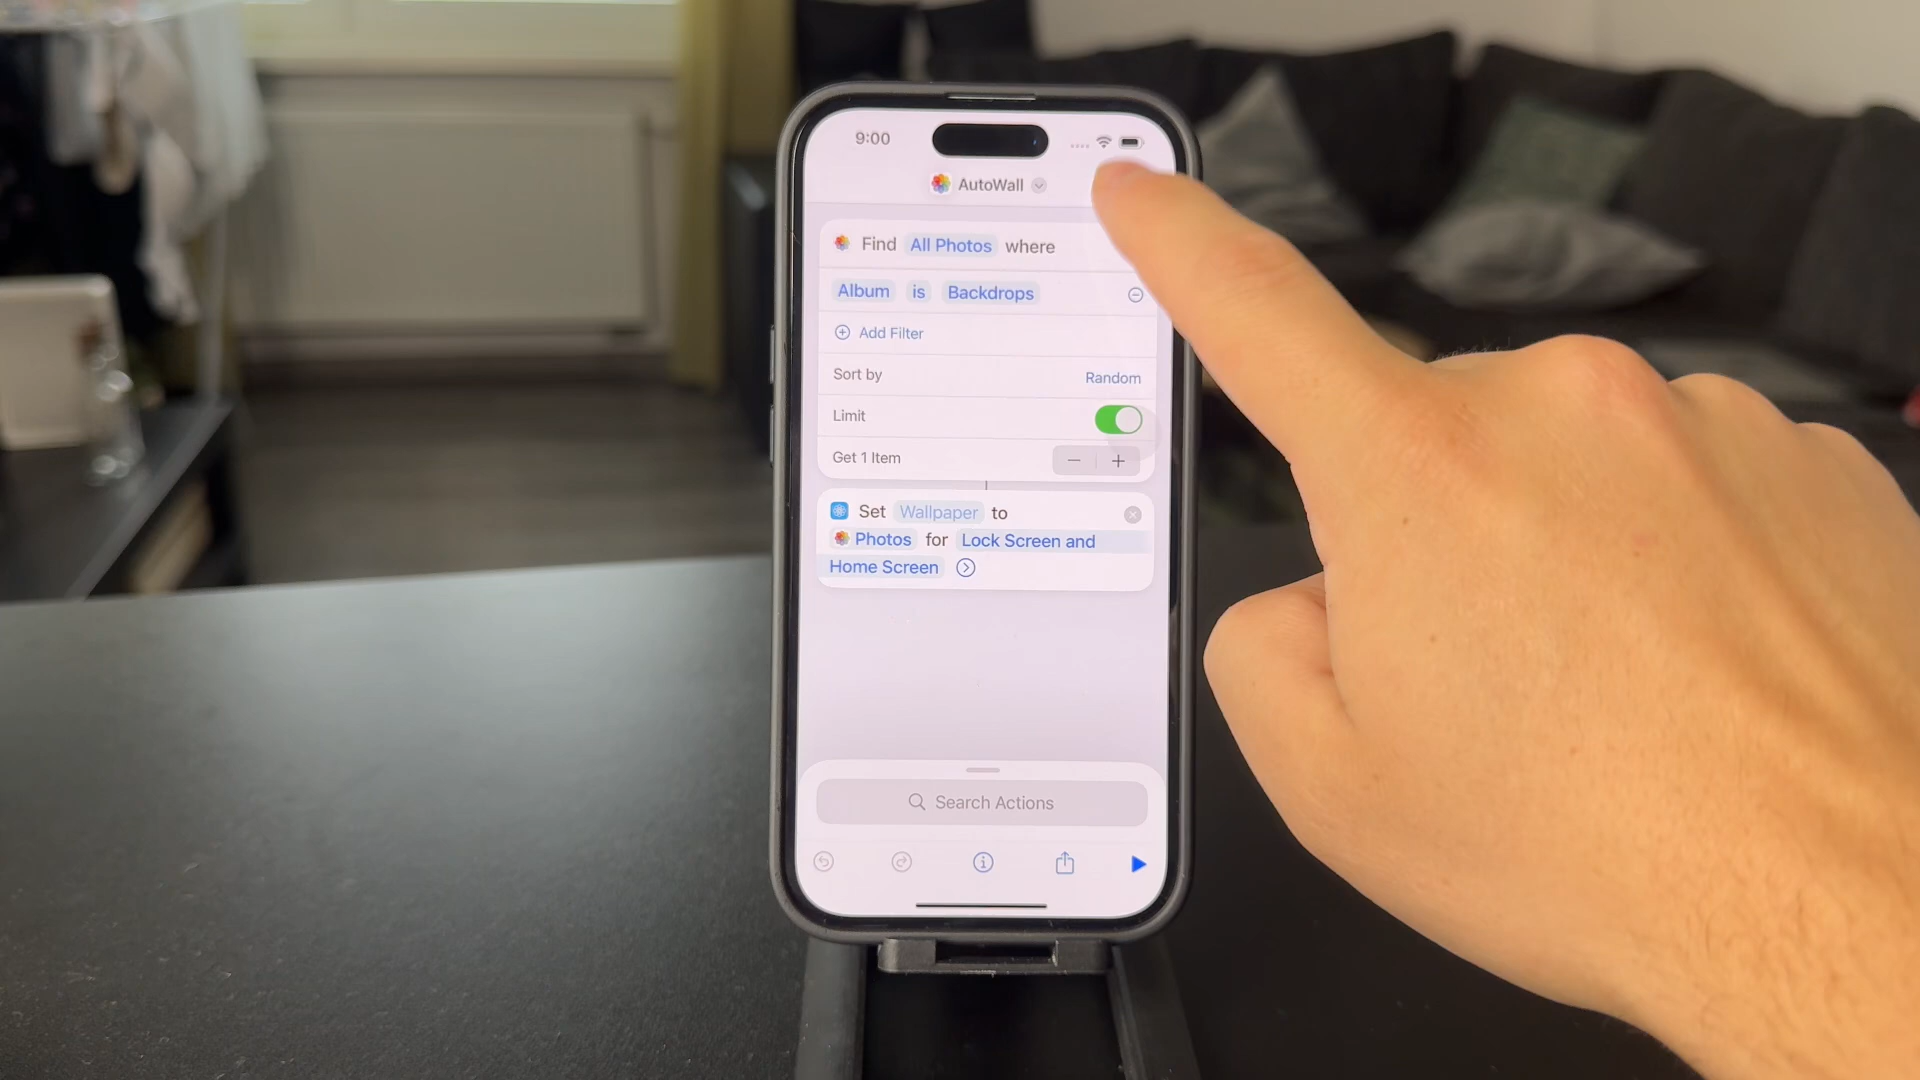 9:00
AutoWall
Find All Photos where
Album is Backdrops
Add Filter
Sort by Random
Limit
Get 1 Item
Set Wallpaper to
Photos for Lock Screen and
Home Screen
Search Actions